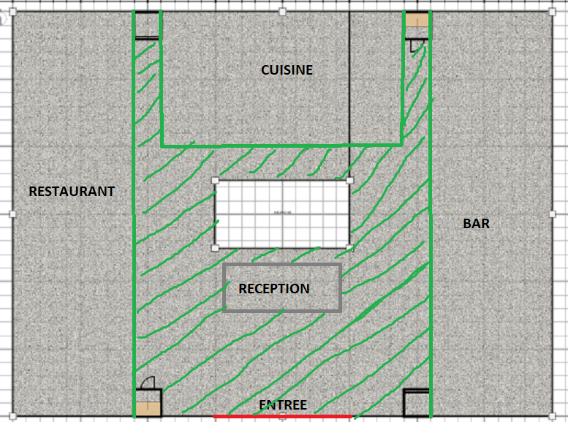 CUISINE
RESTAURANT
BAR
RECEPTION
ENTREE